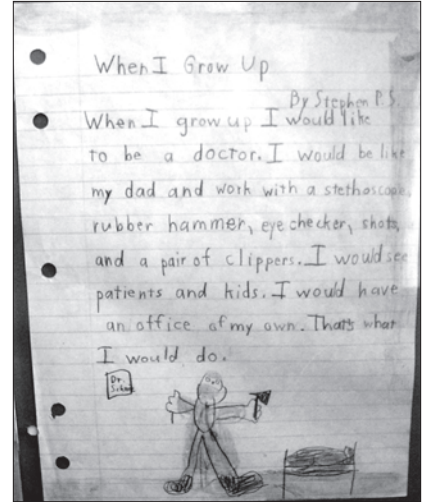 When I Grow Up
By Stephen P. S.
When I grow up I would like
to be a doctor. I would be like
my dad and work with a stethoscope,
rubber hammer, eye checker, shots,
and a pair of clippers. I would see
patients and kids. I would have
an office of my own. That's what
I would do.
Dr.